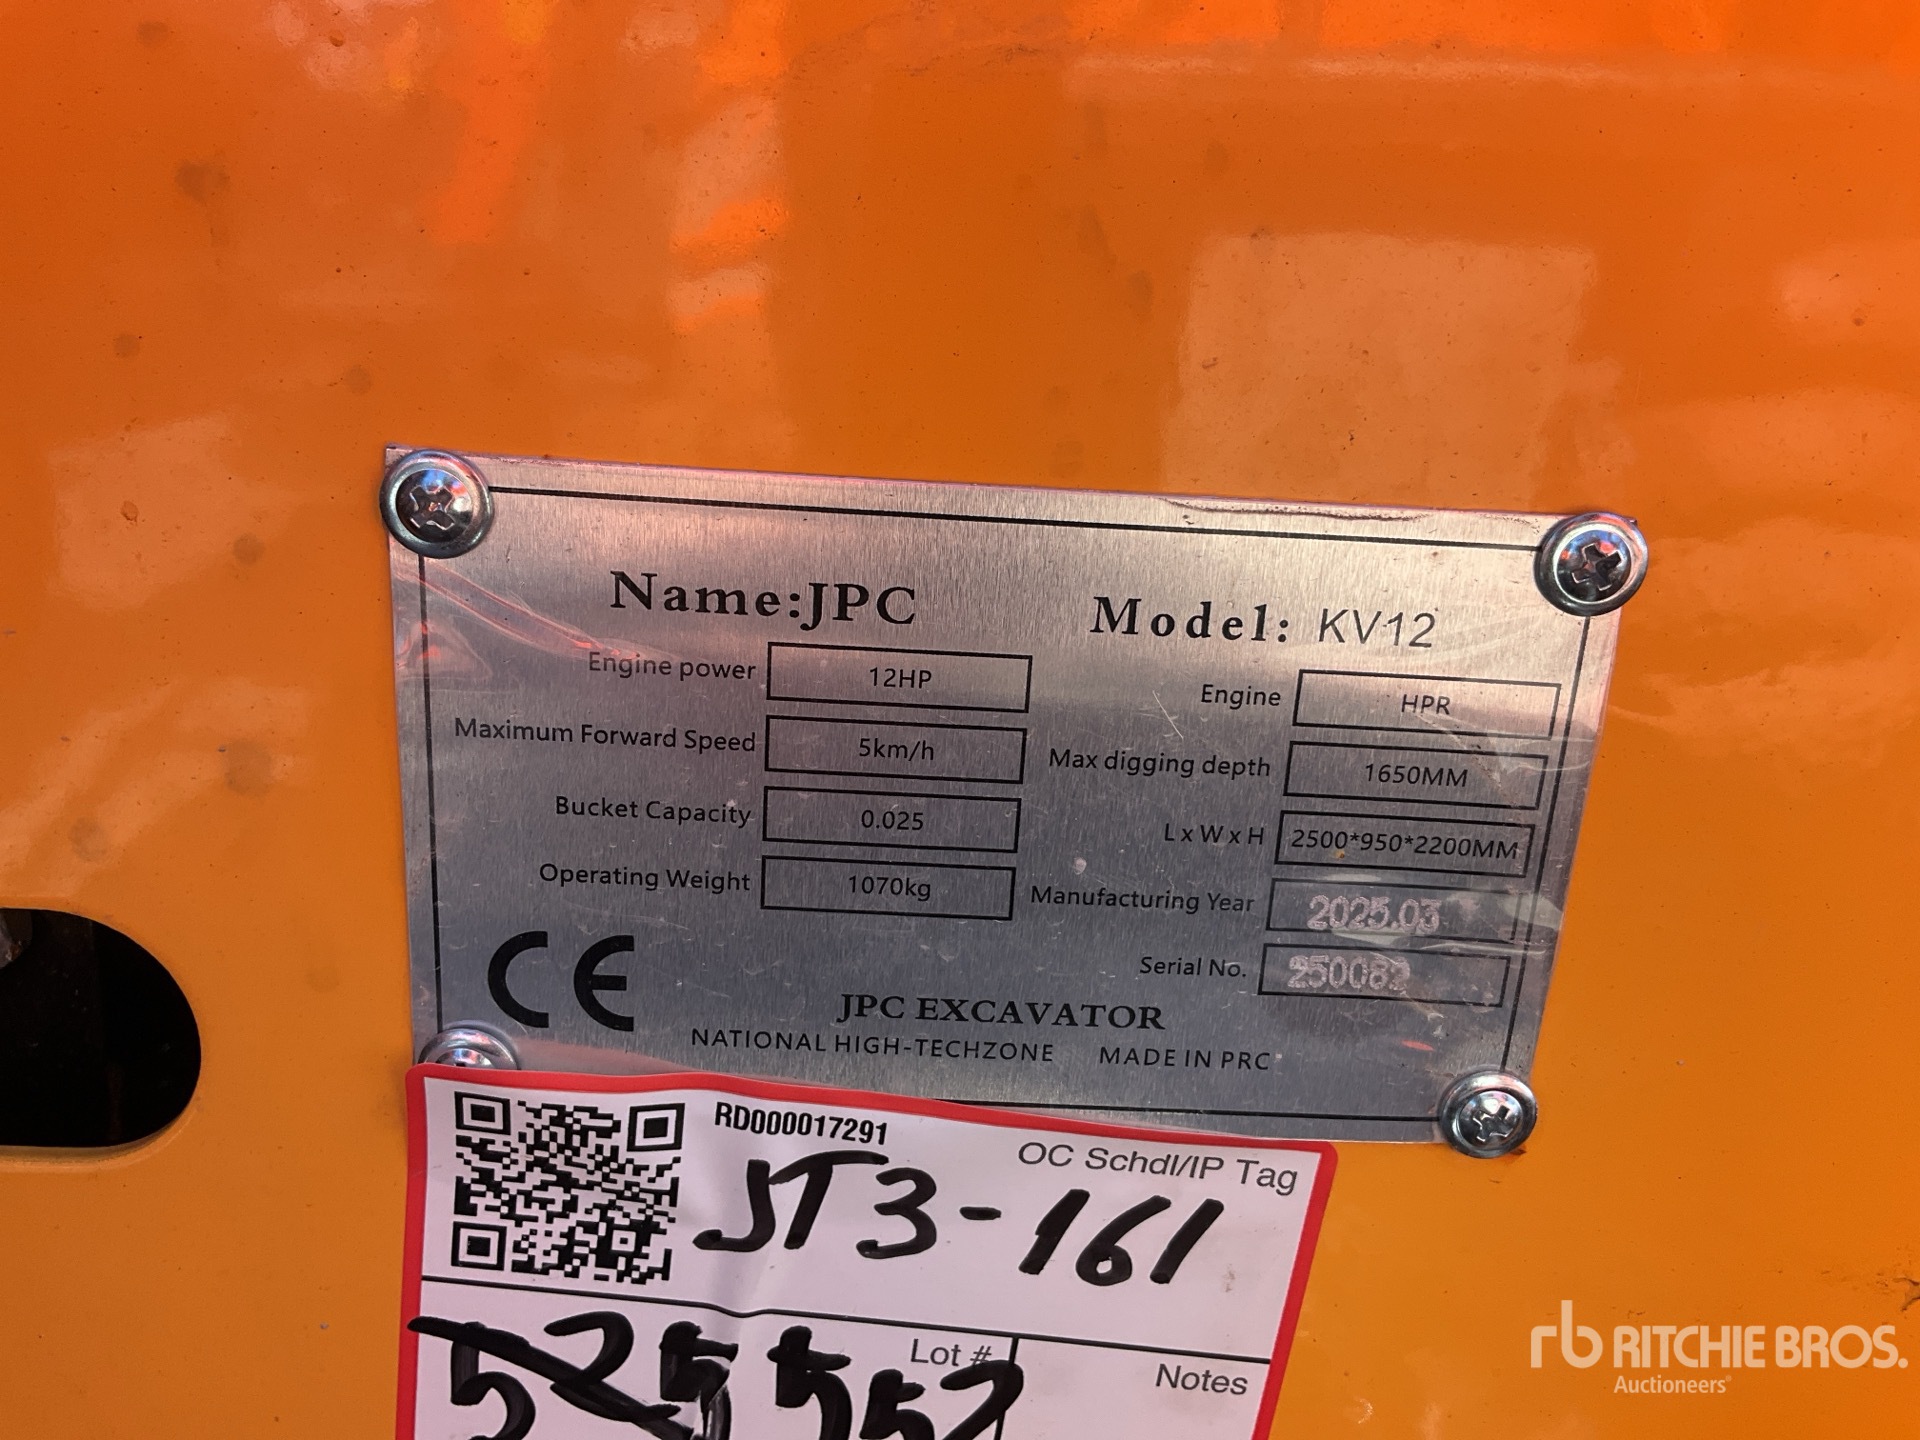 Name:JPC
Model: KV12
Engine power 12HP
Engine HPR
Maximum Forward Speed 5km/h
Max digging depth 1650MM
Bucket Capacity 0.025
L x W x H 2500*950*2200MM
Operating Weight 1070kg
Manufacturing Year 2025.03
Serial No. 250082
CE
JPC EXCAVATOR
NATIONAL HIGH-TECHZONE MADE IN PRC
RD000017291
OC Schdl/IP Tag
JT3-161
Lot #
Notes
rb RITCHIE BROS.
Auctioneers